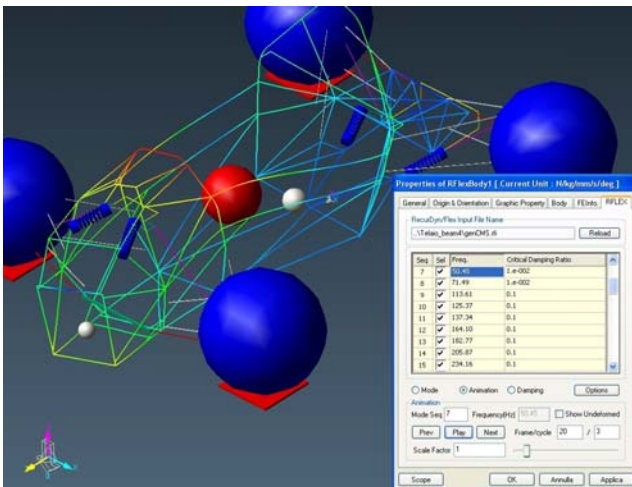 Properties of RFlexBody1 [ Current Unit : N/kg/mm/s/deg ]
General Origin & Orientation Graphic Property Body FEInfo. RFLEX
RecurDyn/Flex Input File Name
..\Telaio_beam4\genCMS.rfi Reload
Seq Sel Freq. Critical Damping Ratio
7 50.45 1.e-002
8 71.49 1.e-002
9 113.61 0.1
10 125.37 0.1
11 137.34 0.1
12 164.10 0.1
13 182.77 0.1
14 205.87 0.1
15 234.16 0.1
Mode Animation Damping Options
Animation
Mode Seq 7 Frequency(Hz) 50.45 Show Undeformed
Prev Play Next Frame/cycle 20 / 3
Scale Factor 1
Scope OK Annulla Applica